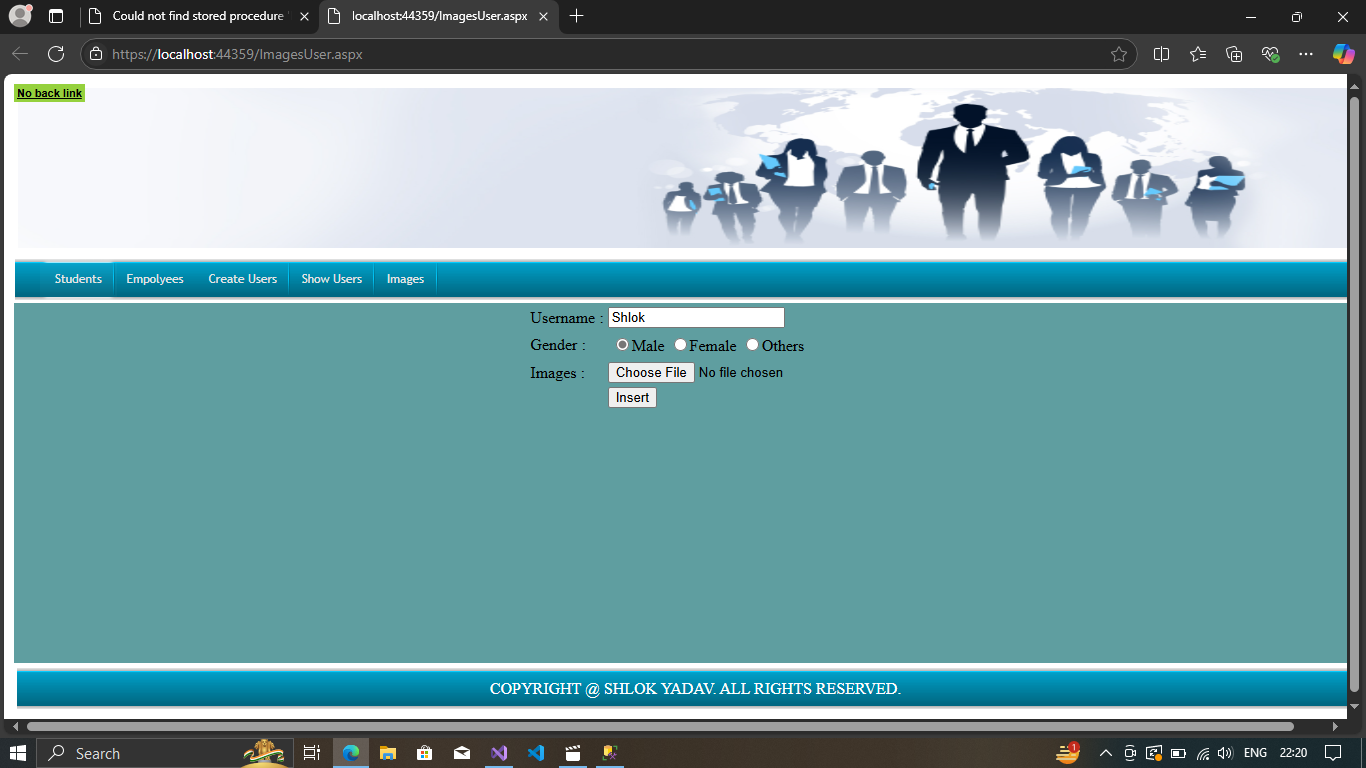 Could not find stored procedure '
localhost:44359/ImagesUser.aspx
https://localhost:44359/ImagesUser.aspx
No back link
Students Empolyees Create Users Show Users Images
Username : Shlok
Gender : Male Female Others
Images : Choose File No file chosen
Insert
COPYRIGHT @ SHLOK YADAV. ALL RIGHTS RESERVED.
Search 1 ENG 22:20